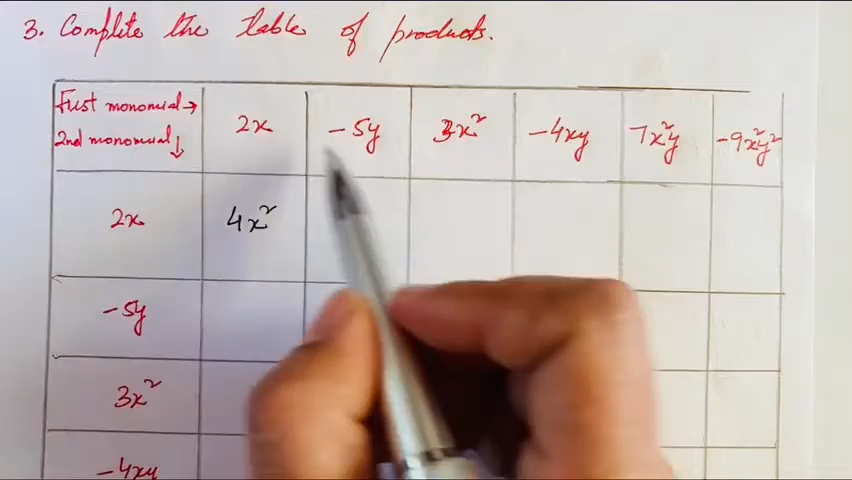 3. Complete the table of products.
First monomial→ 2x -5y 3x² -4xy 7x²y -9x²y²
2nd monomial↓
2x 4x²
-5y
3x²
-4xy